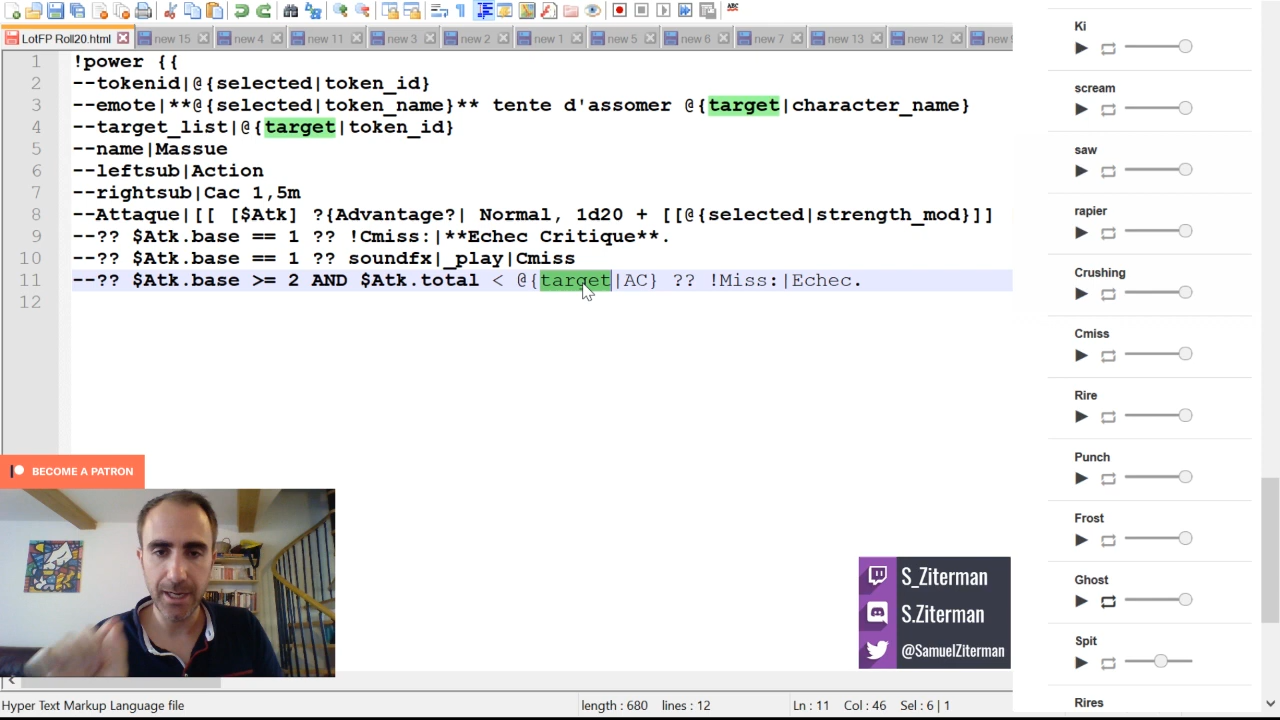 LotFP Roll20.html new 15 new 4 new 11 new 3 new 2 new 1 new 5 new 6 new 7 new 13 new 12 new
1 !power {{
2 --tokenid|@{selected|token_id}
3 --emote|**@{selected|token_name}** tente d'assomer @{target|character_name}
4 --target_list|@{target|token_id}
5 --name|Massue
6 --leftsub|Action
7 --rightsub|Cac 1,5m
8 --Attaque|[[ [$Atk] ?{Advantage?| Normal, 1d20 + [[@{selected|strength_mod}]]
9 --?? $Atk.base == 1 ?? !Cmiss:|**Echec Critique**.
10 --?? $Atk.base == 1 ?? soundfx|_play|Cmiss
11 --?? $Atk.base >= 2 AND $Atk.total < @{target|AC} ?? !Miss:|Echec.
12
BECOME A PATRON
S_Ziterman
S.Ziterman
@SamuelZiterman
Hyper Text Markup Language file length : 680 lines : 12 Ln : 11 Col : 46 Sel : 6 | 1
Ki
scream
saw
rapier
Crushing
Cmiss
Rire
Punch
Frost
Ghost
Spit
Rires